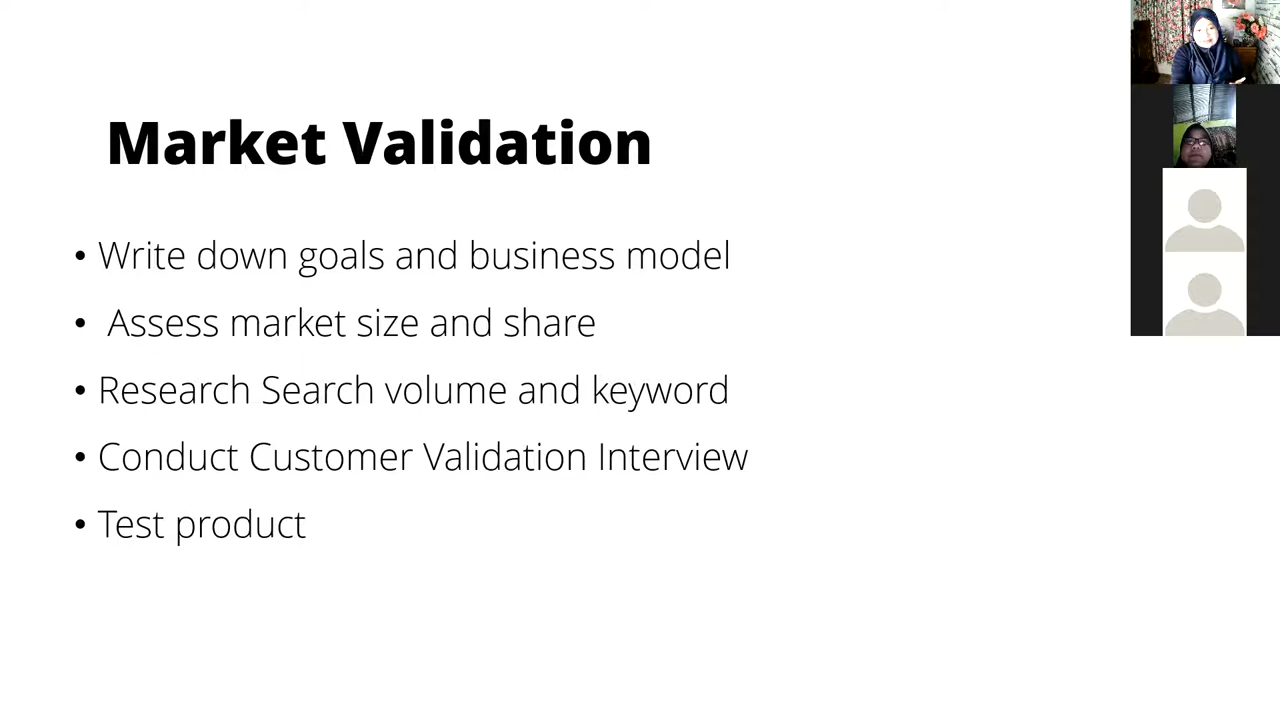 Market Validation
• Write down goals and business model
• Assess market size and share
• Research Search volume and keyword
• Conduct Customer Validation Interview
• Test product